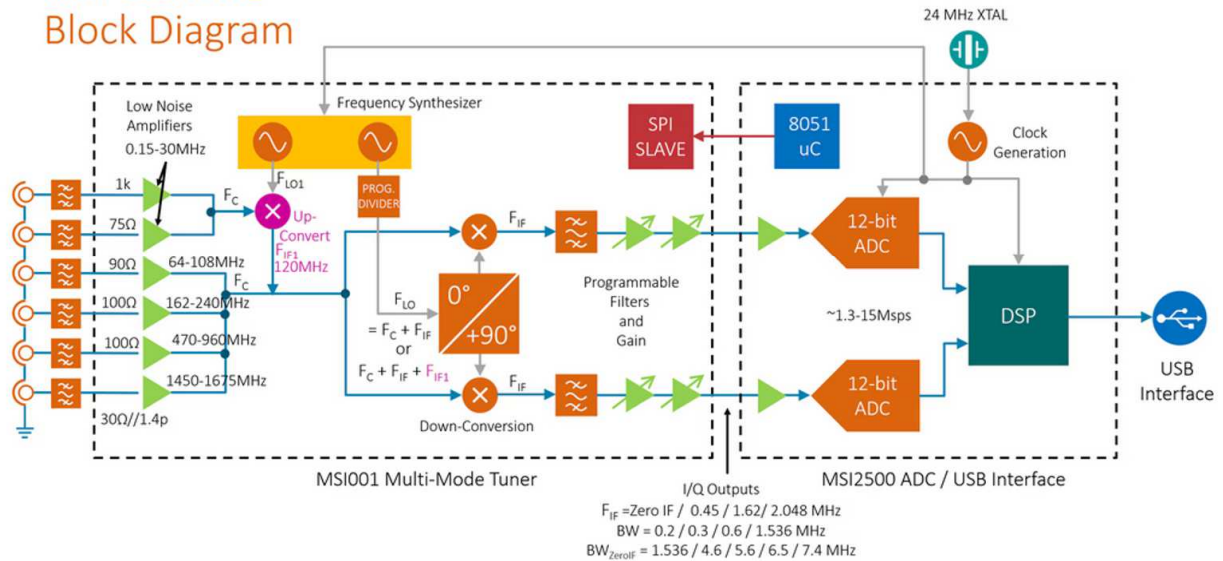 Block Diagram
24 MHz XTAL
Low Noise
Amplifiers
0.15-30MHz
Frequency Synthesizer
SPI
SLAVE
8051
uC
Clock
Generation
1k
F_C
F_LO1
PROG.
DIVIDER
75Ω
Up-
Convert
F_IF1
120MHz
F_IF
12-bit
ADC
90Ω
64-108MHz
F_C
100Ω
162-240MHz
F_LO
= F_C + F_IF
or
F_C + F_IF + F_IF1
0°
+90°
Programmable
Filters
and
Gain
~1.3-15Msps
DSP
100Ω
470-960MHz
1450-1675MHz
30Ω//1.4p
F_IF
Down-Conversion
12-bit
ADC
USB
Interface
MSI001 Multi-Mode Tuner
MSI2500 ADC / USB Interface
I/Q Outputs
F_IF =Zero IF / 0.45 / 1.62/ 2.048 MHz
BW = 0.2 / 0.3 / 0.6 / 1.536 MHz
BW_ZeroIF = 1.536 / 4.6 / 5.6 / 6.5 / 7.4 MHz